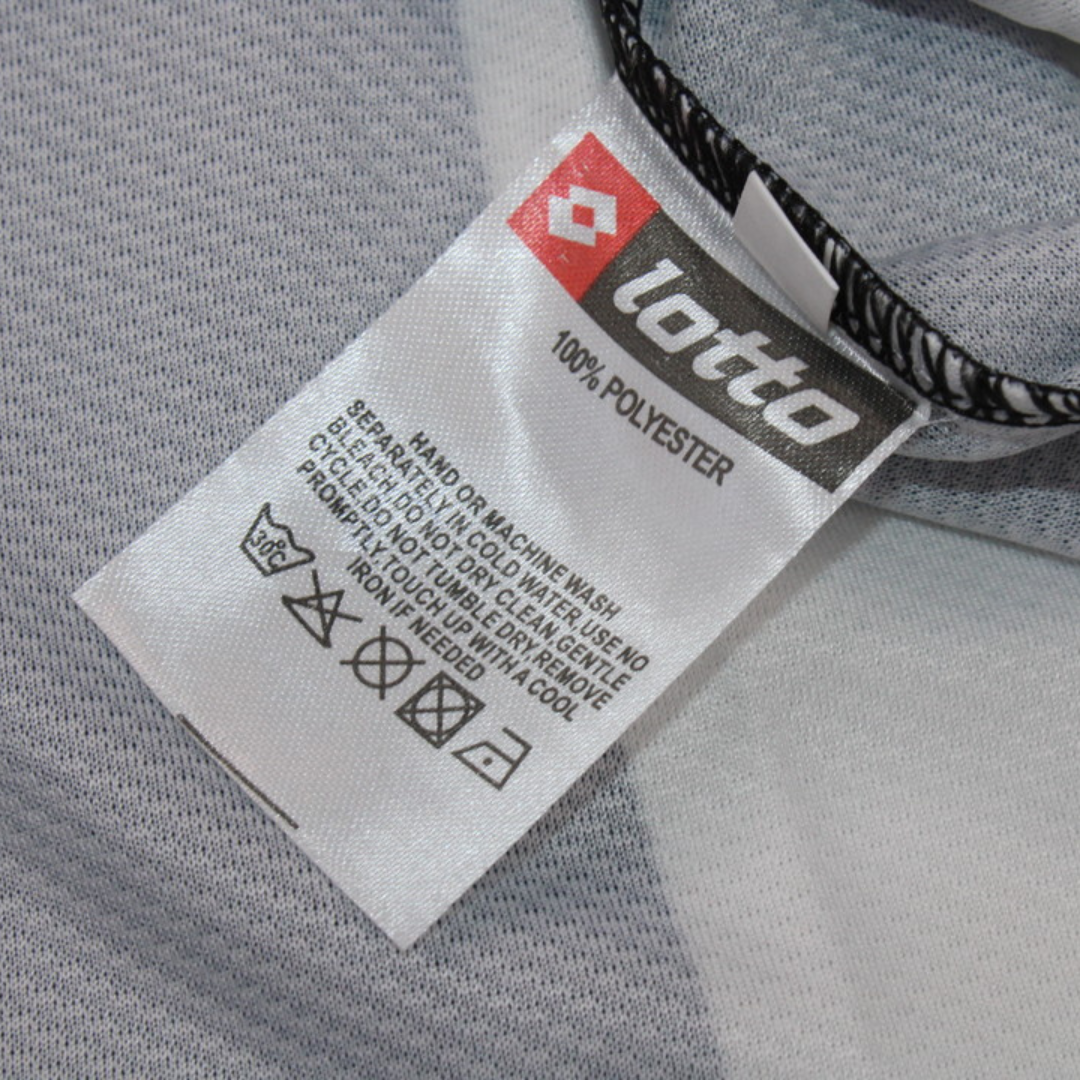 lotto
100% POLYESTER
HAND OR MACHINE WASH
SEPARATELY IN COLD WATER,USE NO
BLEACH.DO NOT DRY CLEAN,GENTLE
CYCLE.DO NOT TUMBLE DRY,REMOVE
PROMPTLY,TOUCH UP WITH A COOL
IRON IF NEEDED
30°C